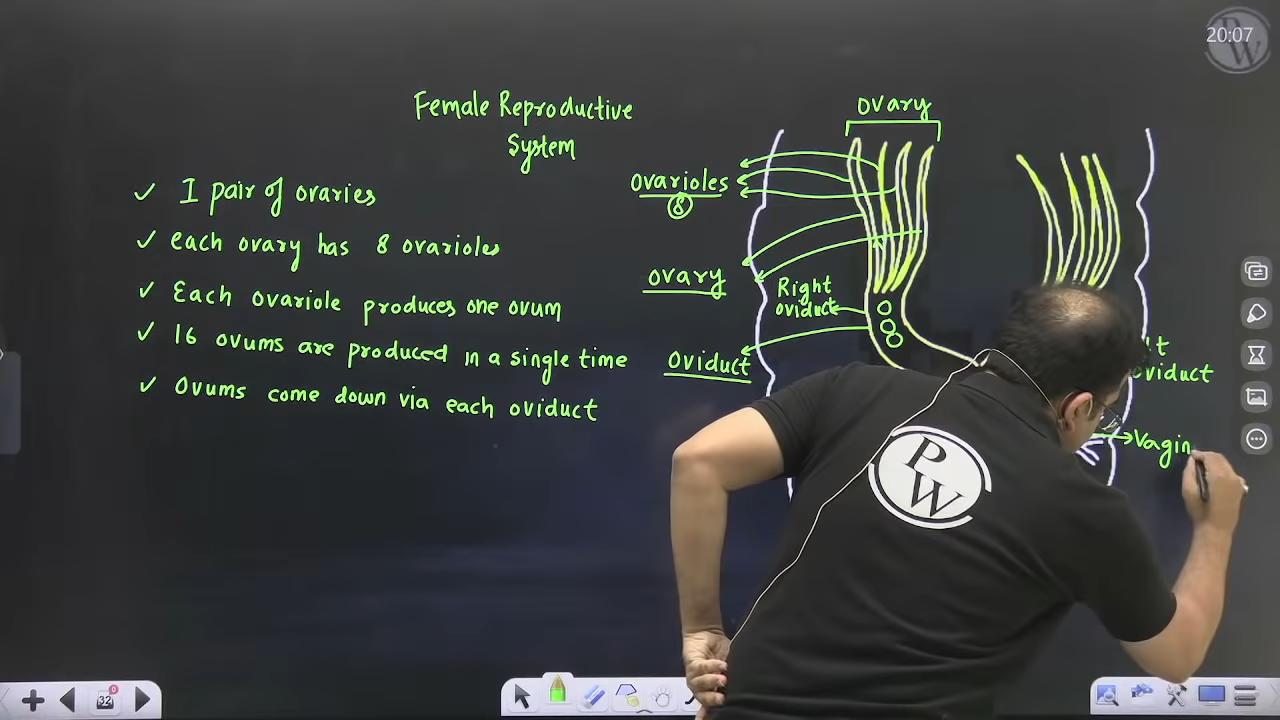 20:07
PW
Female Reproductive
System
✓ I pair of ovaries
✓ each ovary has 8 ovarioles
✓ Each ovariole produces one ovum
✓ 16 ovums are produced in a single time
✓ Ovums come down via each oviduct
ovary
ovarioles
8
ovary
Right
oviduct
oviduct
oviduct
Vagin
PW
32